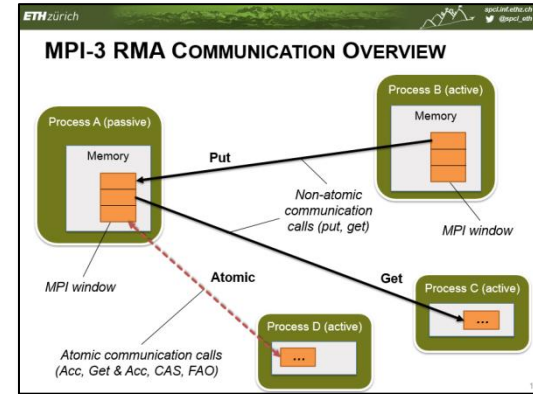 ETH zürich
spcl.inf.ethz.ch
@spcl_eth
MPI-3 RMA COMMUNICATION OVERVIEW
Process A (passive)
Memory
MPI window
Process B (active)
Memory
MPI window
Put
Non-atomic
communication
calls (put, get)
Atomic
Get
Process C (active)
...
Process D (active)
...
Atomic communication calls
(Acc, Get & Acc, CAS, FAO)